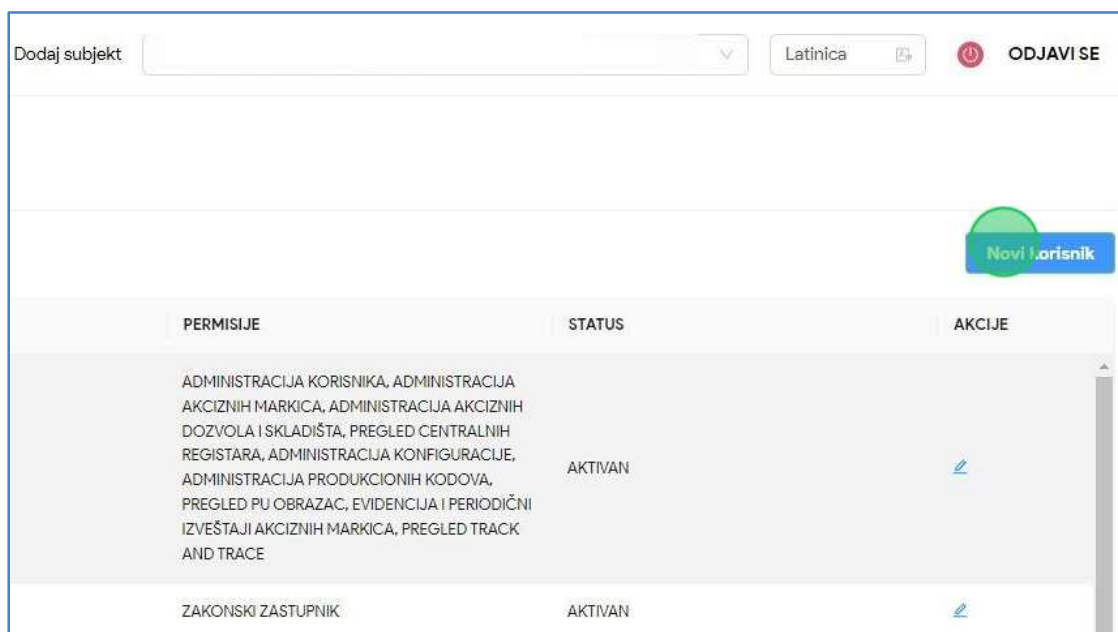 Dodaj subjekt
Latinica
ODJAVI SE
Novi korisnik
PERMISIJE STATUS AKCIJE
ADMINISTRACIJA KORISNIKA, ADMINISTRACIJA
AKCIZNIH MARKICA, ADMINISTRACIJA AKCIZNIH
DOZVOLA I SKLADIŠTA, PREGLED CENTRALNIH
REGISTARA, ADMINISTRACIJA KONFIGURACIJE,
ADMINISTRACIJA PRODUKCIONIH KODOVA,
PREGLED PU OBRAZAC, EVIDENCIJA I PERIODIČNI
IZVEŠTAJI AKCIZNIH MARKICA, PREGLED TRACK
AND TRACE
AKTIVAN
ZAKONSKI ZASTUPNIK AKTIVAN